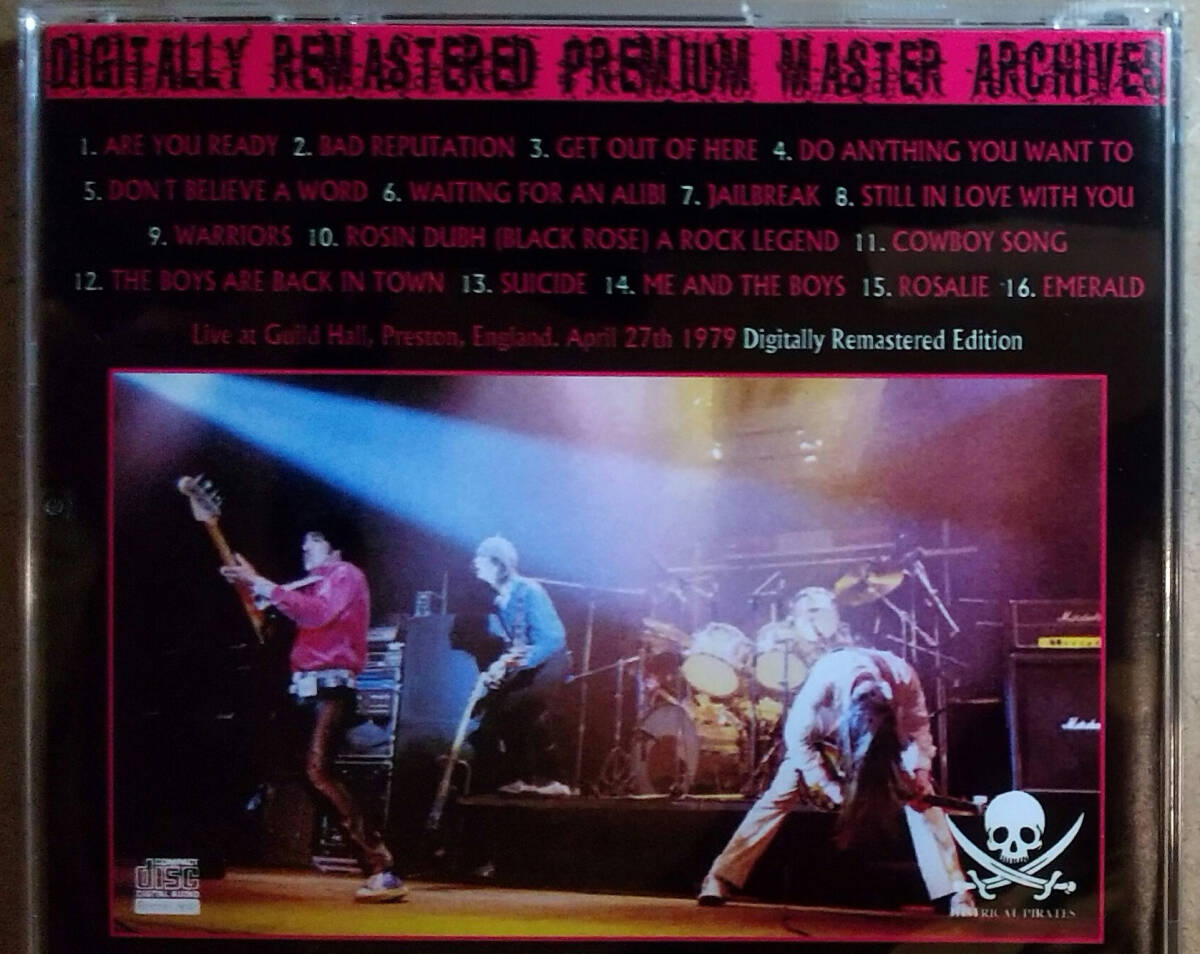 DIGITALLY REMASTERED PREMIUM MASTER ARCHIVES
1. ARE YOU READY 2. BAD REPUTATION 3. GET OUT OF HERE 4. DO ANYTHING YOU WANT TO
5. DON'T BELIEVE A WORD 6. WAITING FOR AN ALIBI 7. JAILBREAK 8. STILL IN LOVE WITH YOU
9. WARRIORS 10. ROSIN DUBH (BLACK ROSE) A ROCK LEGEND 11. COWBOY SONG
12. THE BOYS ARE BACK IN TOWN 13. SUICIDE 14. ME AND THE BOYS 15. ROSALIE 16. EMERALD
Live at Guild Hall, Preston, England. April 27th 1979 Digitally Remastered Edition
Marshall
Marshall
COMPACT
disc
DIGITAL AUDIO
PIRATES